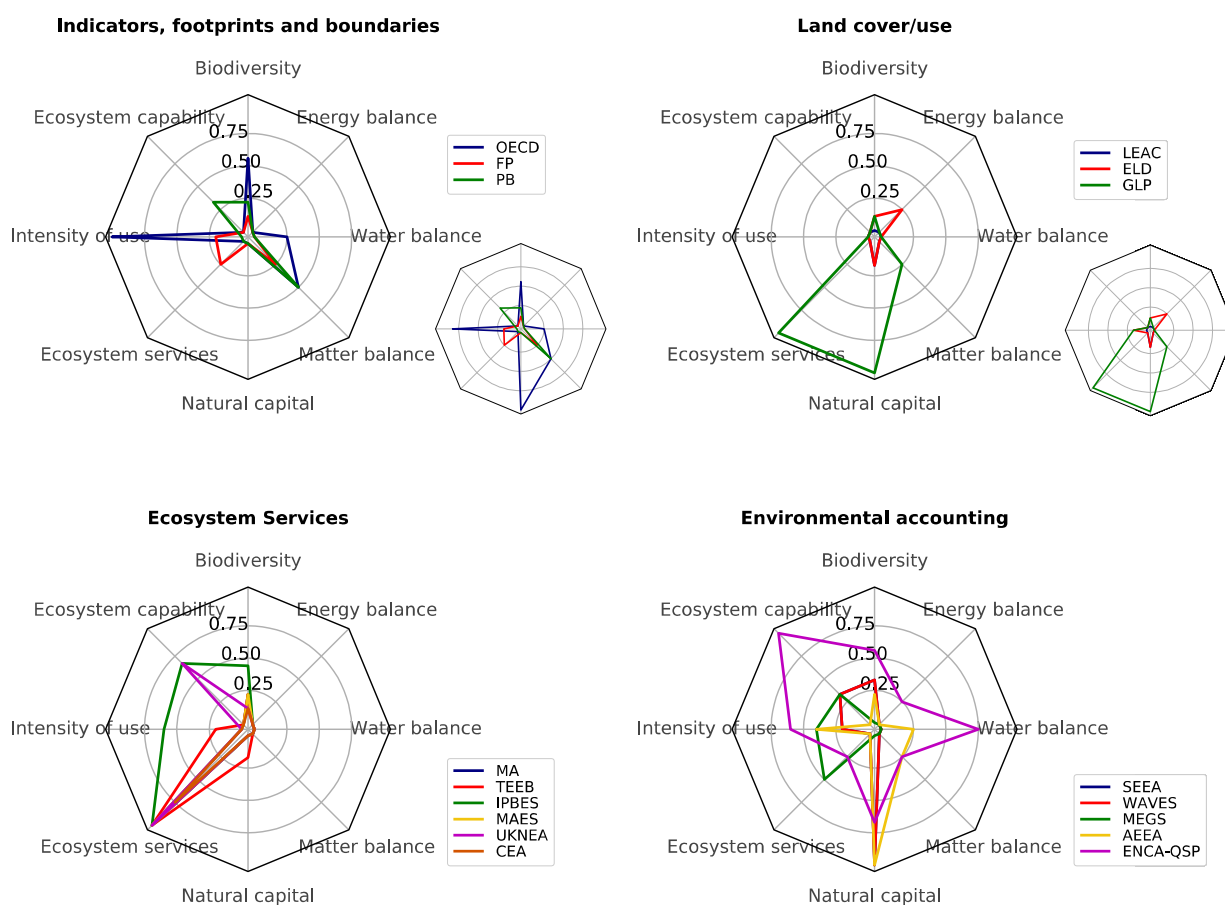 Indicators, footprints and boundaries
Biodiversity
Ecosystem capability
Energy balance
0.75
0.50
0.25
Intensity of use
Water balance
Ecosystem services
Matter balance
Natural capital
OECD
FP
PB
Land cover/use
Biodiversity
Ecosystem capability
Energy balance
0.75
0.50
0.25
Intensity of use
Water balance
Ecosystem services
Matter balance
Natural capital
LEAC
ELD
GLP
Ecosystem Services
Biodiversity
Ecosystem capability
Energy balance
0.75
0.50
0.25
Intensity of use
Water balance
Ecosystem services
Matter balance
Natural capital
MA
TEEB
IPBES
MAES
UKNEA
CEA
Environmental accounting
Biodiversity
Ecosystem capability
Energy balance
0.75
0.50
0.25
Intensity of use
Water balance
Ecosystem services
Matter balance
Natural capital
SEEA
WAVES
MEGS
AEEA
ENCA-QSP